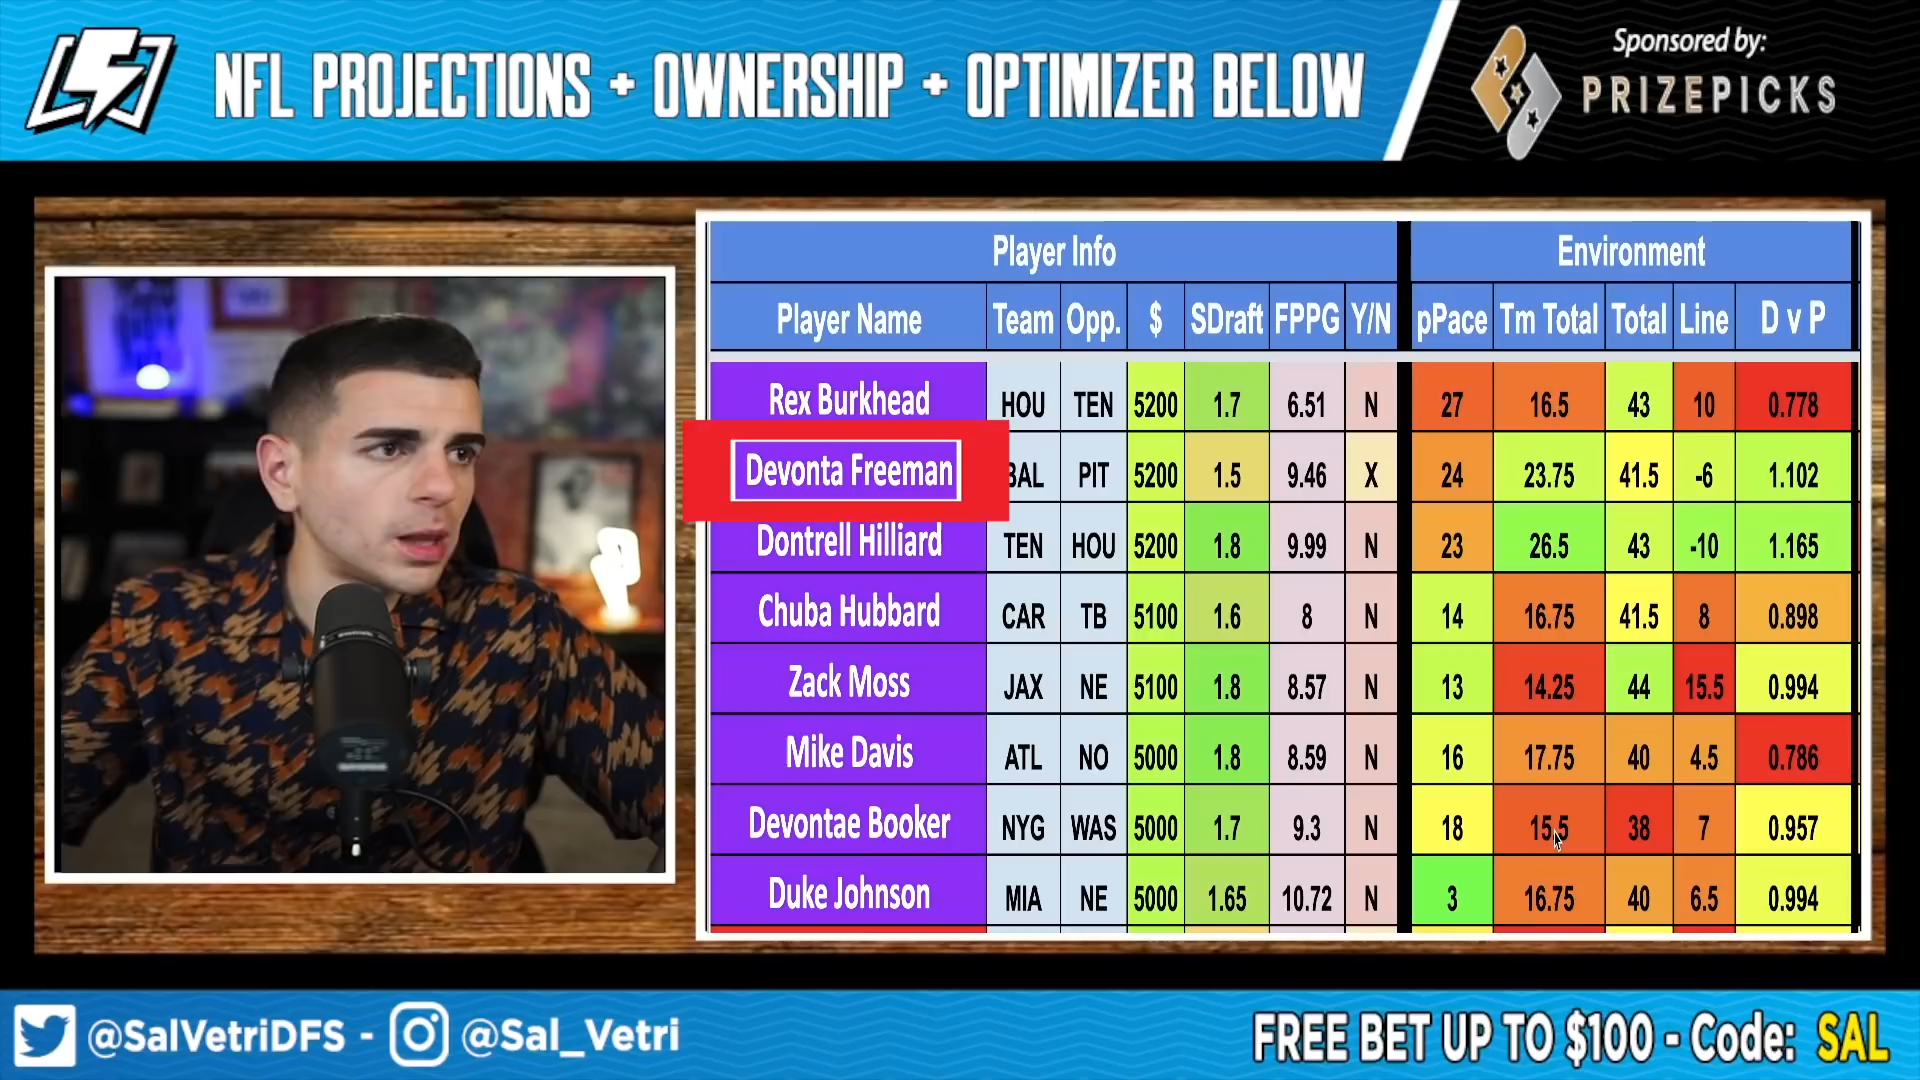 NFL PROJECTIONS + OWNERSHIP + OPTIMIZER BELOW
Sponsored by:
PRIZEPICKS
Player Info Environment
Player Name Team Opp. $ SDraft FPPG Y/N pPace Tm Total Total Line D v P
Rex Burkhead HOU TEN 5200 1.7 6.51 N 27 16.5 43 10 0.778
Devonta Freeman BAL PIT 5200 1.5 9.46 X 24 23.75 41.5 -6 1.102
Dontrell Hilliard TEN HOU 5200 1.8 9.99 N 23 26.5 43 -10 1.165
Chuba Hubbard CAR TB 5100 1.6 8 N 14 16.75 41.5 8 0.898
Zack Moss JAX NE 5100 1.8 8.57 N 13 14.25 44 15.5 0.994
Mike Davis ATL NO 5000 1.8 8.59 N 16 17.75 40 4.5 0.786
Devontae Booker NYG WAS 5000 1.7 9.3 N 18 15.5 38 7 0.957
Duke Johnson MIA NE 5000 1.65 10.72 N 3 16.75 40 6.5 0.994
@SalVetriDFS - @Sal_Vetri
FREE BET UP TO $100 - Code: SAL